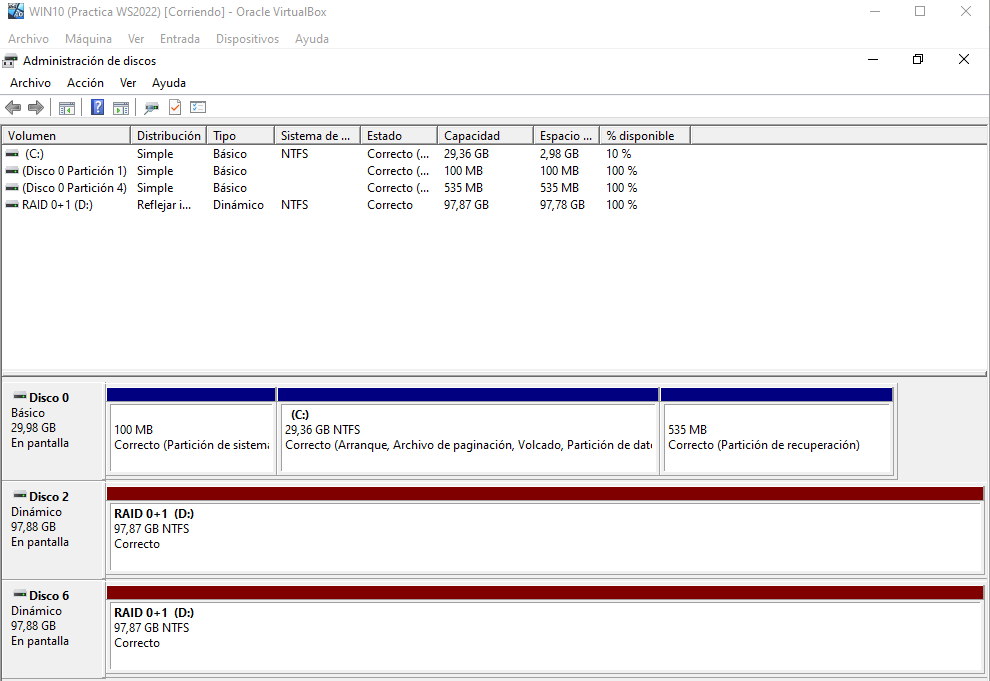 WIN10 (Practica WS2022) [Corriendo] - Oracle VirtualBox
Archivo Máquina Ver Entrada Dispositivos Ayuda
Administración de discos
Archivo Acción Ver Ayuda
Volumen Distribución Tipo Sistema de ... Estado Capacidad Espacio ... % disponible
(C:) Simple Básico NTFS Correcto (... 29,36 GB 2,98 GB 10 %
(Disco 0 Partición 1) Simple Básico Correcto (... 100 MB 100 MB 100 %
(Disco 0 Partición 4) Simple Básico Correcto (... 535 MB 535 MB 100 %
RAID 0+1 (D:) Reflejar i... Dinámico NTFS Correcto 97,87 GB 97,78 GB 100 %
Disco 0
Básico
29,98 GB
En pantalla
100 MB
Correcto (Partición de sistema
(C:)
29,36 GB NTFS
Correcto (Arranque, Archivo de paginación, Volcado, Partición de dato
535 MB
Correcto (Partición de recuperación)
Disco 2
Dinámico
97,88 GB
En pantalla
RAID 0+1 (D:)
97,87 GB NTFS
Correcto
Disco 6
Dinámico
97,88 GB
En pantalla
RAID 0+1 (D:)
97,87 GB NTFS
Correcto